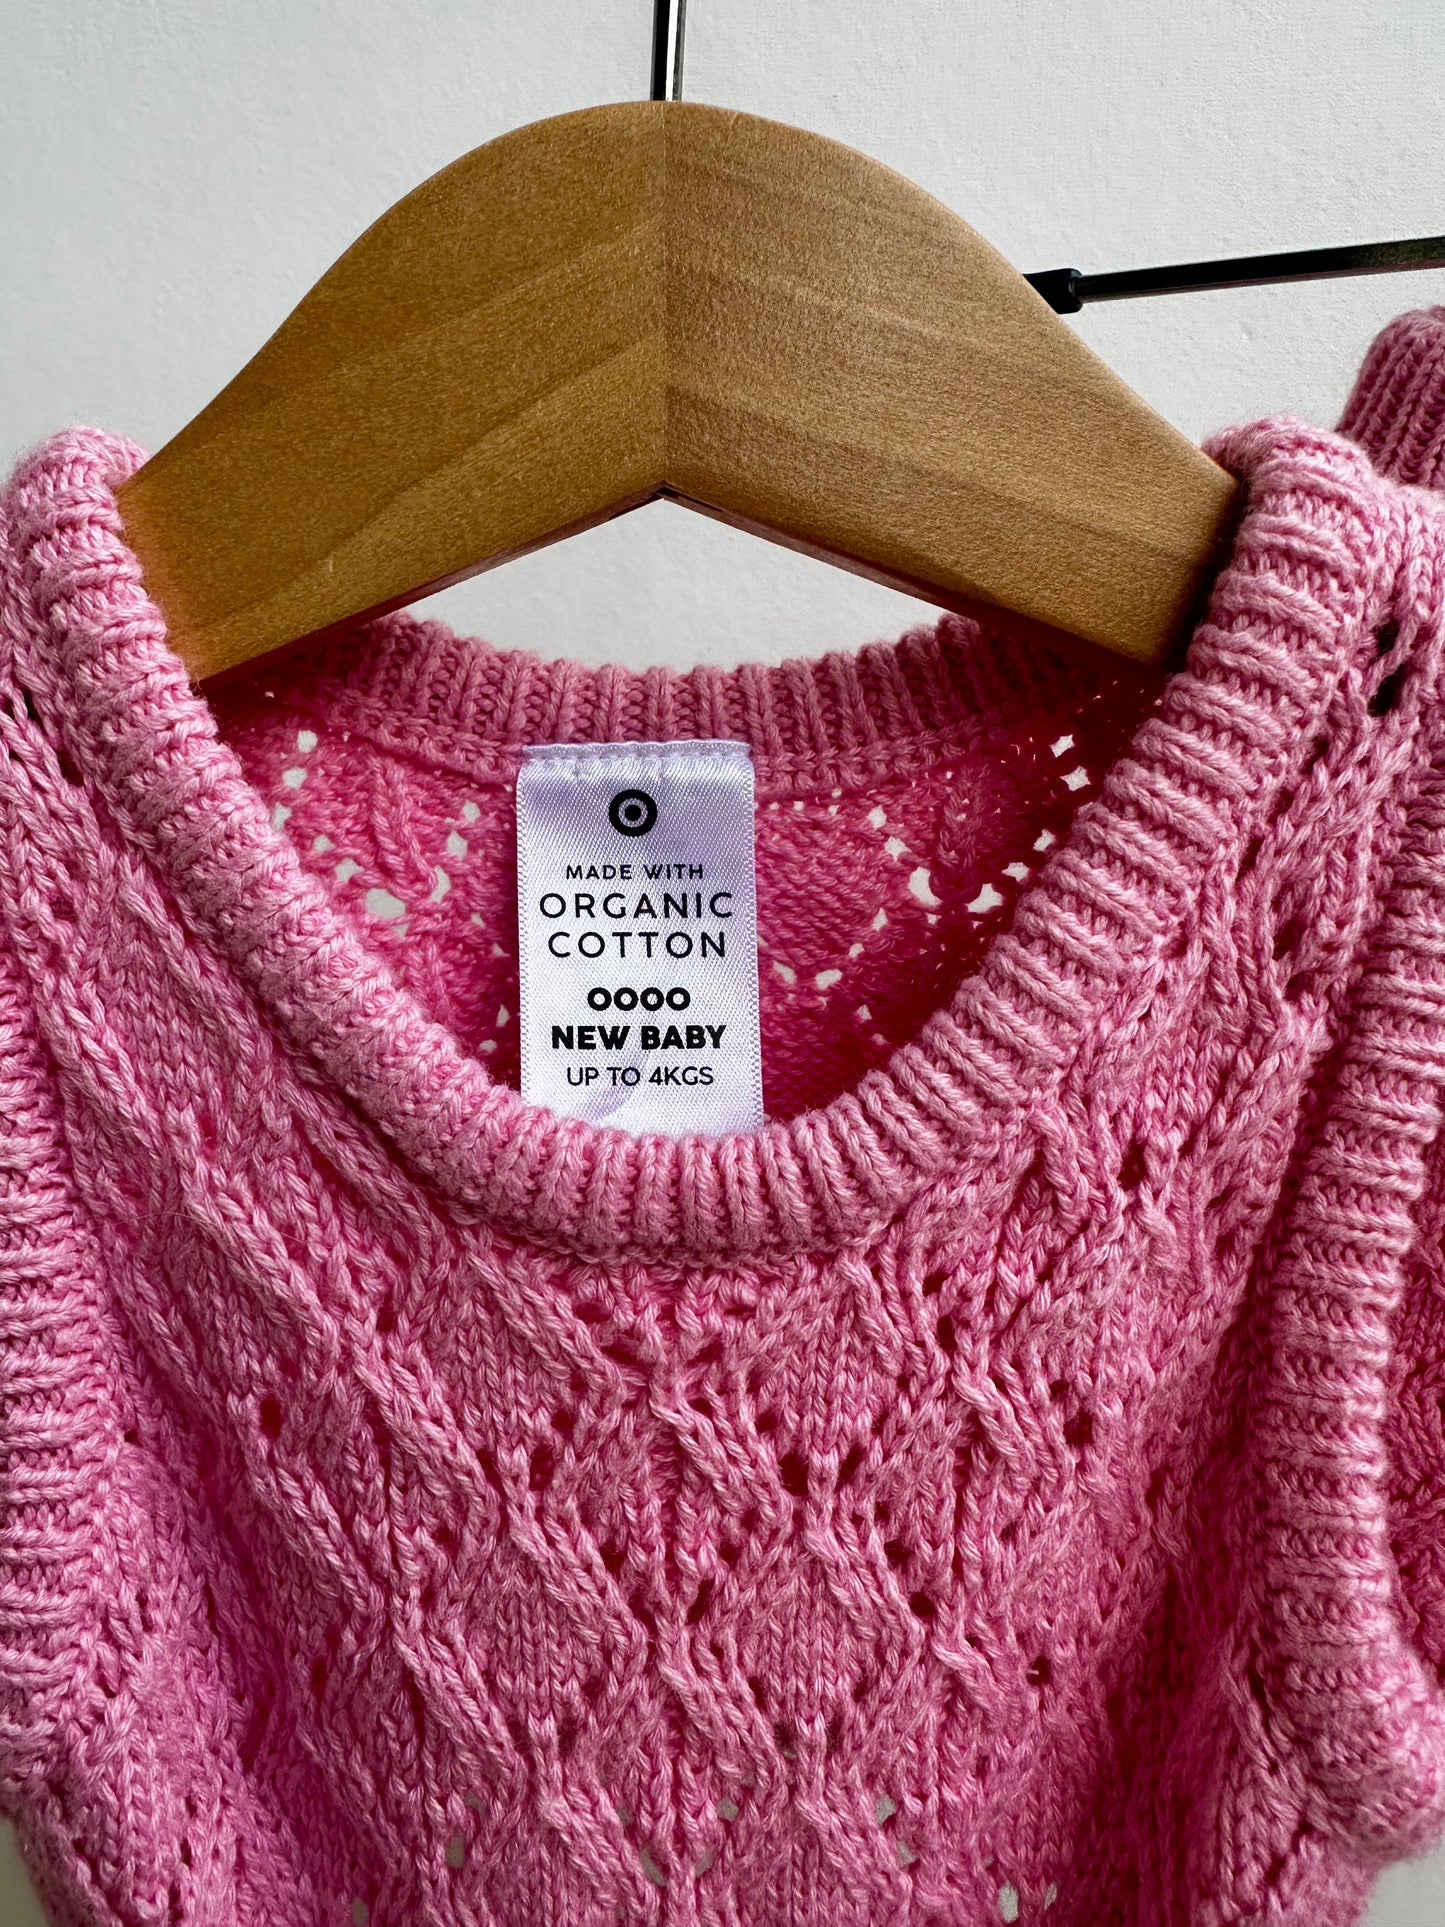 MADE WITH
ORGANIC
COTTON
0000
NEW BABY
UP TO 4KGS